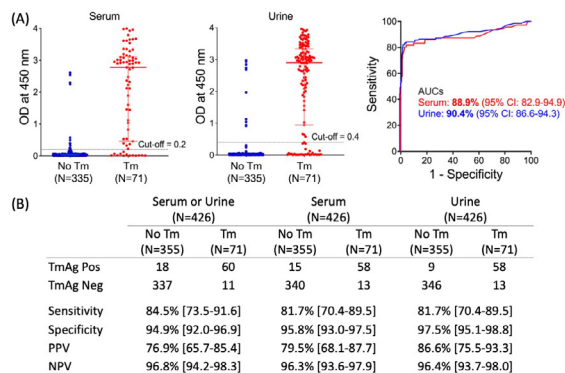 (A)
Serum
OD at 450 nm
4
3
2
1
0
Cut-off = 0.2
No Tm
(N=335)
Tm
(N=71)
Urine
OD at 450 nm
4
3
2
1
0
Cut-off = 0.4
No Tm
(N=335)
Tm
(N=71)
Sensitivity
100
80
60
40
20
0
AUCs
Serum: 88.9% (95% CI: 82.9-94.9)
Urine: 90.4% (95% CI: 86.6-94.3)
0 20 40 60 80 100
1 - Specificity
(B)
Serum or Urine Serum Urine
(N=426) (N=426) (N=426)
No Tm Tm No Tm Tm No Tm Tm
(N=355) (N=71) (N=355) (N=71) (N=355) (N=71)
TmAg Pos 18 60 15 58 9 58
TmAg Neg 337 11 340 13 346 13
Sensitivity 84.5% [73.5-91.6] 81.7% [70.4-89.5] 81.7% [70.4-89.5]
Specificity 94.9% [92.0-96.9] 95.8% [93.0-97.5] 97.5% [95.1-98.8]
PPV 76.9% [65.7-85.4] 79.5% [68.1-87.7] 86.6% [75.5-93.3]
NPV 96.8% [94.2-98.3] 96.3% [93.6-97.9] 96.4% [93.7-98.0]